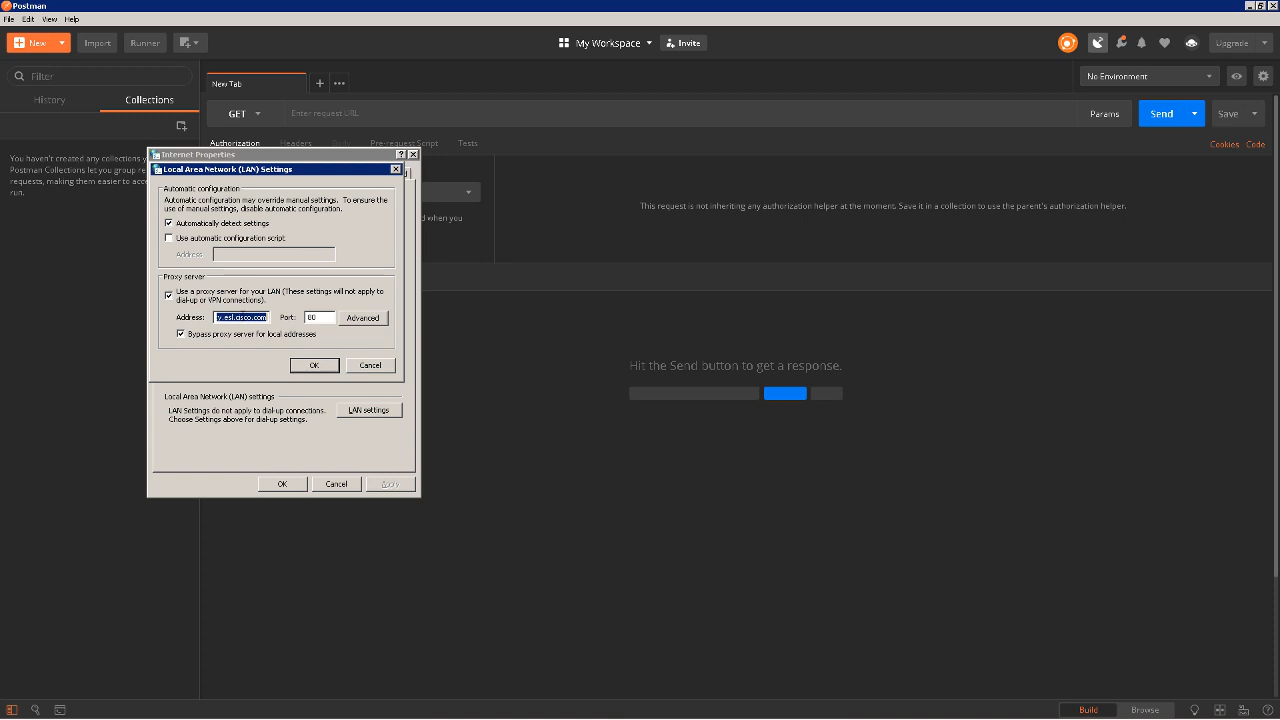 Postman
File Edit View Help
New Import Runner My Workspace Invite Upgrade
Filter
History Collections
You haven't created any collections y
Postman Collections let you group re
requests, making them easier to acce
run.
New Tab
No Environment
GET Enter request URL Params Send Save
Authorization Headers Body Pre-request Script Tests Cookies Code
d when you
This request is not inheriting any authorization helper at the moment. Save it in a collection to use the parent's authorization helper.
Hit the Send button to get a response.
Internet Properties
Local Area Network (LAN) Settings
Automatic configuration
Automatic configuration may override manual settings. To ensure the
use of manual settings, disable automatic configuration.
Automatically detect settings
Use automatic configuration script
Address
Proxy server
Use a proxy server for your LAN (These settings will not apply to
dial-up or VPN connections).
Address: y.esl.cisco.com Port: 80 Advanced
Bypass proxy server for local addresses
OK Cancel
Local Area Network (LAN) settings
LAN Settings do not apply to dial-up connections.
Choose Settings above for dial-up settings.
LAN settings
OK Cancel Apply
Build Browse